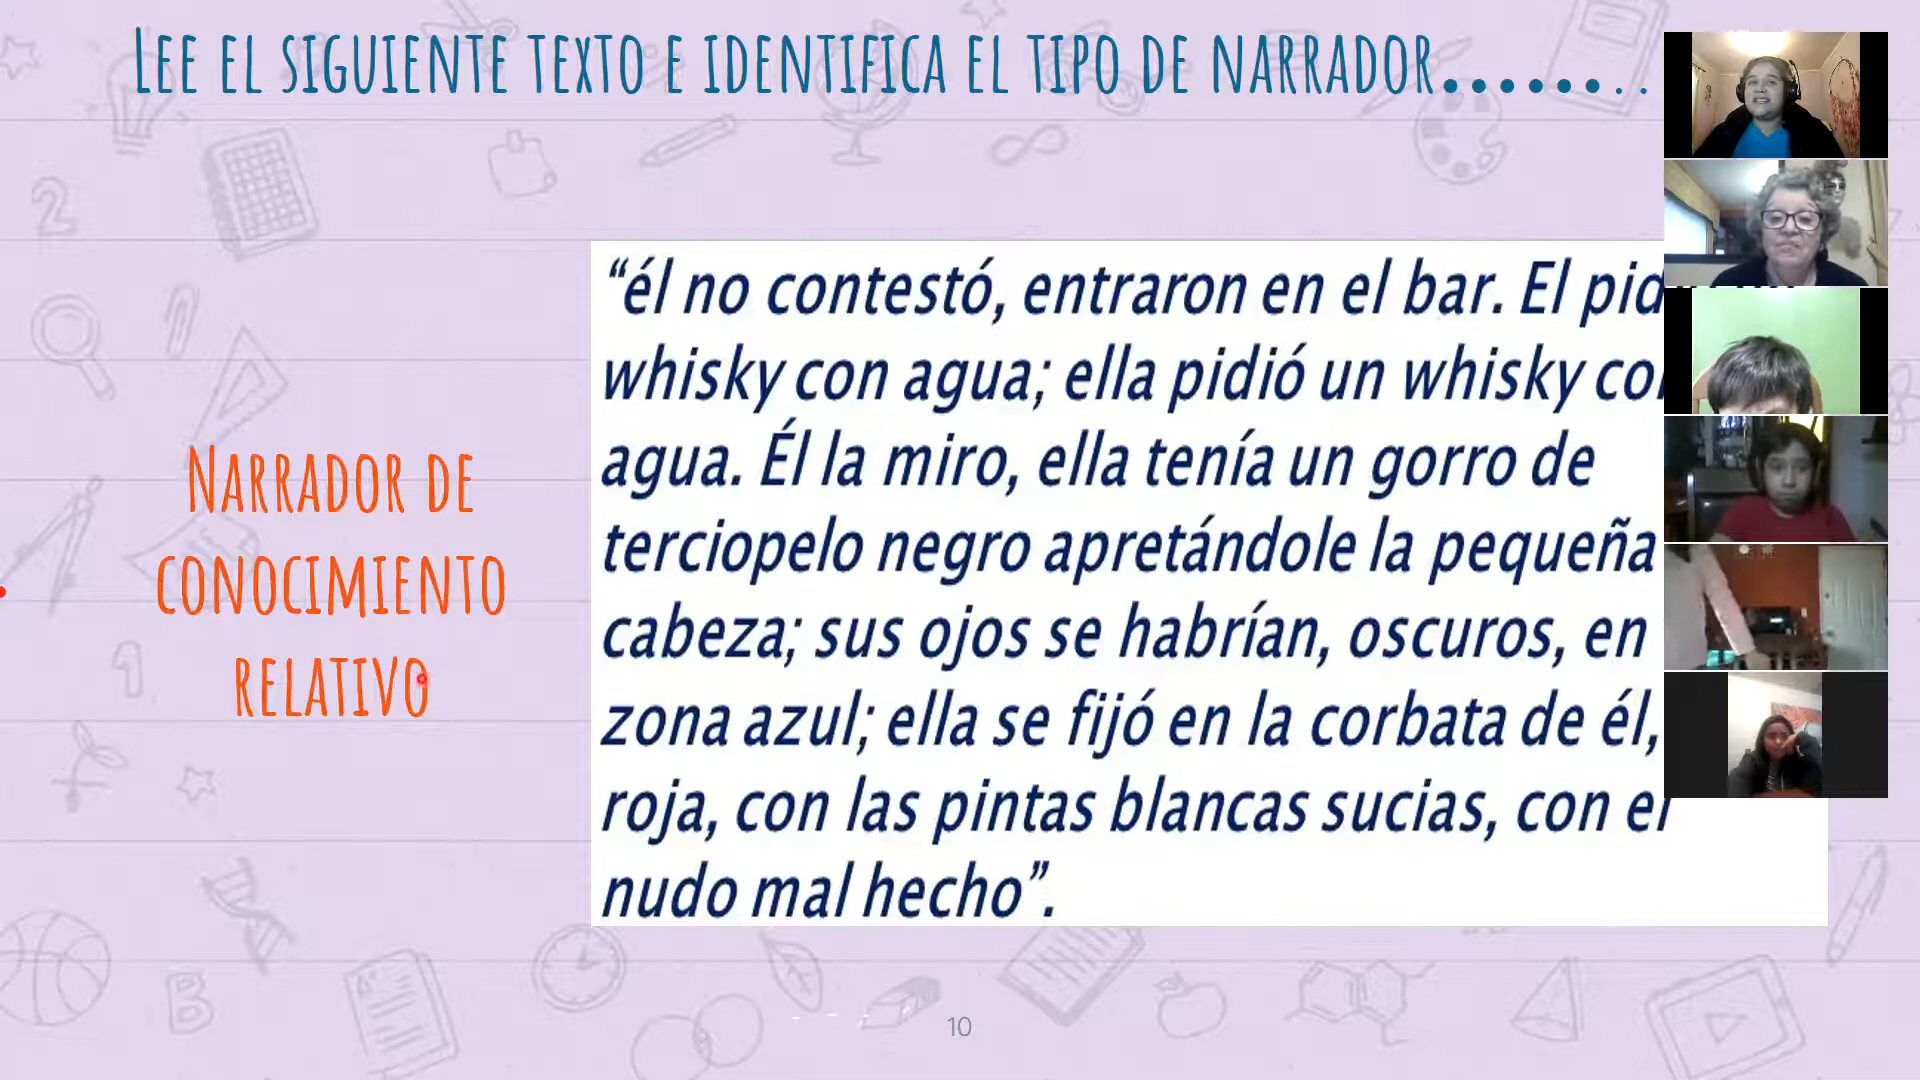 Lee el siguiente texto e identifica el tipo de narrador........
Narrador de
conocimiento
relativo
“él no contestó, entraron en el bar. El
whisky con agua; ella pidió un whisky
agua. Él la miro, ella tenía un gorro de
terciopelo negro apretándole la pequeña
cabeza; sus ojos se habrían, oscuros, en
zona azul; ella se fijó en la corbata de él,
roja, con las pintas blancas sucias, con el
nudo mal hecho”.
10